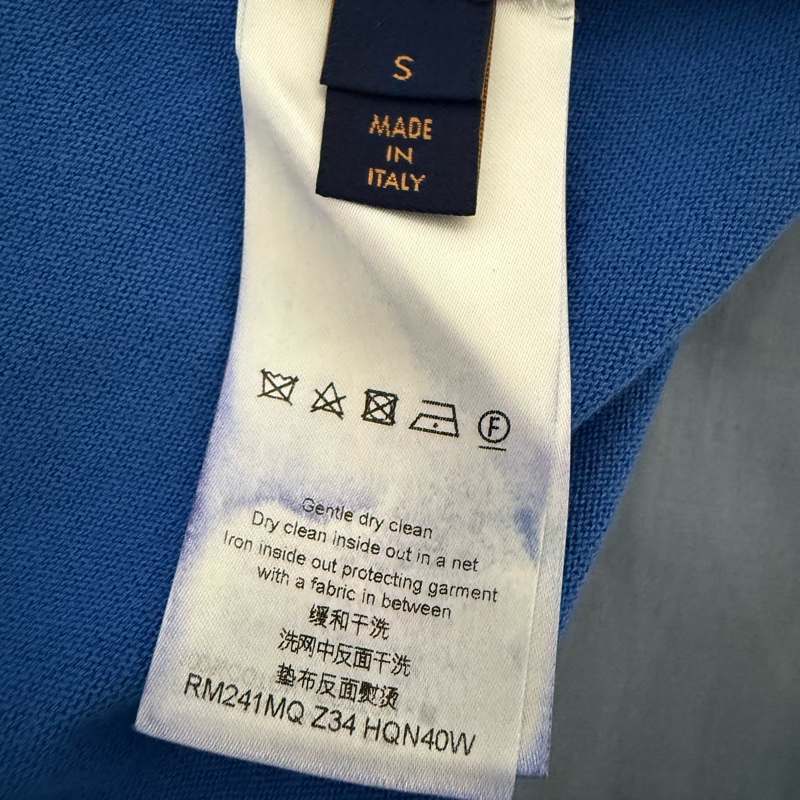 S
MADE
IN
ITALY
F
Gentle dry clean
Dry clean inside out in a net
Iron inside out protecting garment
with a fabric in between
缓和干洗
洗网中反面干洗
垫布反面熨烫
RM241MQ Z34 HQN40W